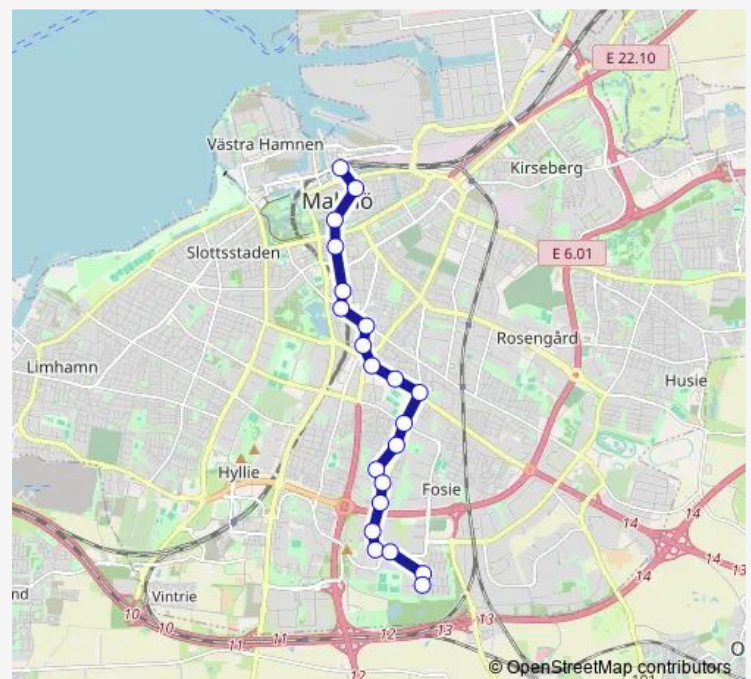 E 22.10
Västra Hamnen
Kirseberg
Malmö
Slottsstaden
E 6.01
Rosengård
Limhamn
Husie
Hyllie
Fosie
14
14
14
13
nd
Vintrie
10
10
11
11
12
13
13
12
O
© OpenStreetMap contributors